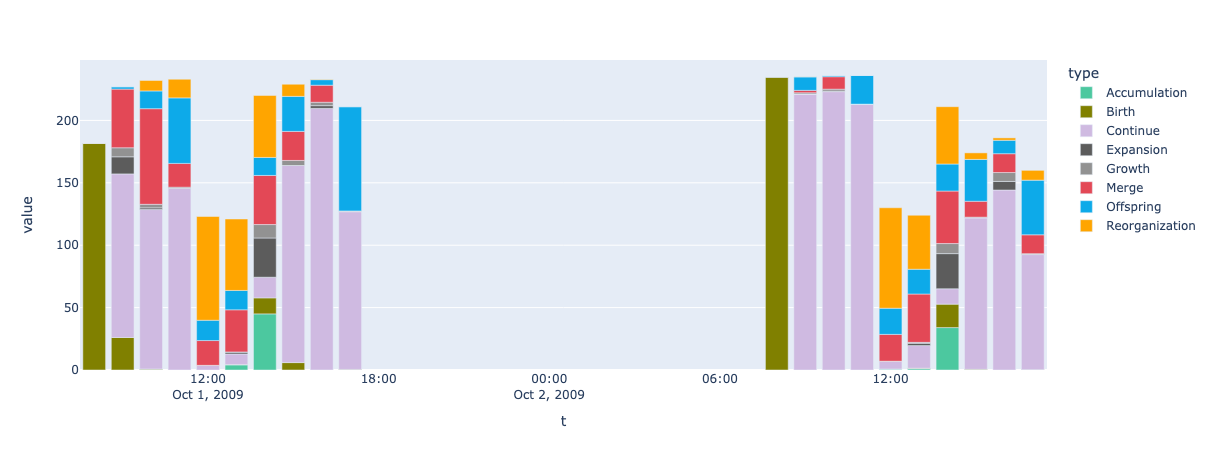 value
200
150
100
50
0
12:00
Oct 1, 2009
18:00
00:00
Oct 2, 2009
06:00
12:00
t
type
Accumulation
Birth
Continue
Expansion
Growth
Merge
Offspring
Reorganization